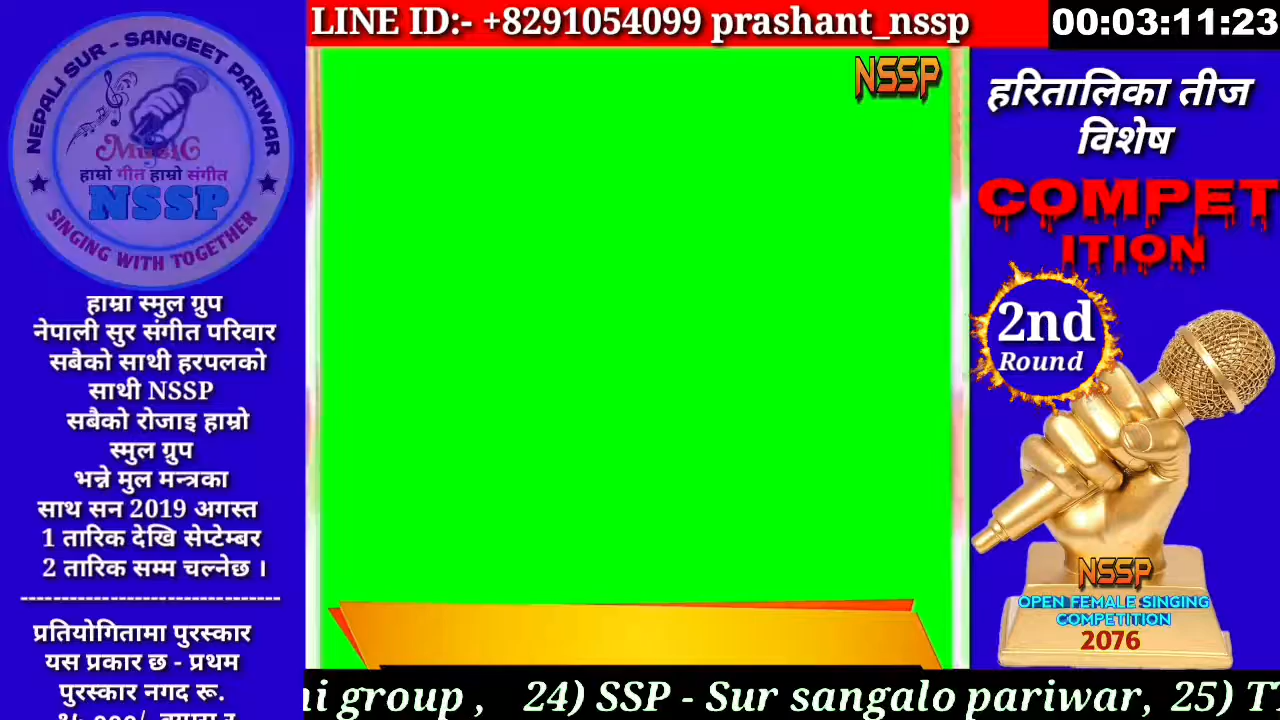 LINE ID:- +8291054099 prashant_nssp
00:03:11:23
NEPALI SUR - SANGEET PARIWAR
Music
हाम्रो गीत हाम्रो संगीत
NSSP
SINGING WITH TOGETHER
हाम्रा स्मुल ग्रुप
नेपाली सुर संगीत परिवार
सबैको साथी हरपलको
साथी NSSP
सबैको रोजाइ हाम्रो
स्मुल ग्रुप
भन्ने मुल मन्त्रका
साथ सन 2019 अगस्त
1 तारिक देखि सेप्टेम्बर
2 तारिक सम्म चल्नेछ ।
--------------------------------
प्रतियोगितामा पुरस्कार
यस प्रकार छ - प्रथम
पुरस्कार नगद रू.
NSSP
हरितालिका तीज
विशेष
COMPET
ITION
2nd
Round
NSSP
OPEN FEMALE SINGING
COMPETITION
2076
group , 24) SSP - Sur sangalo pariwar, 25)